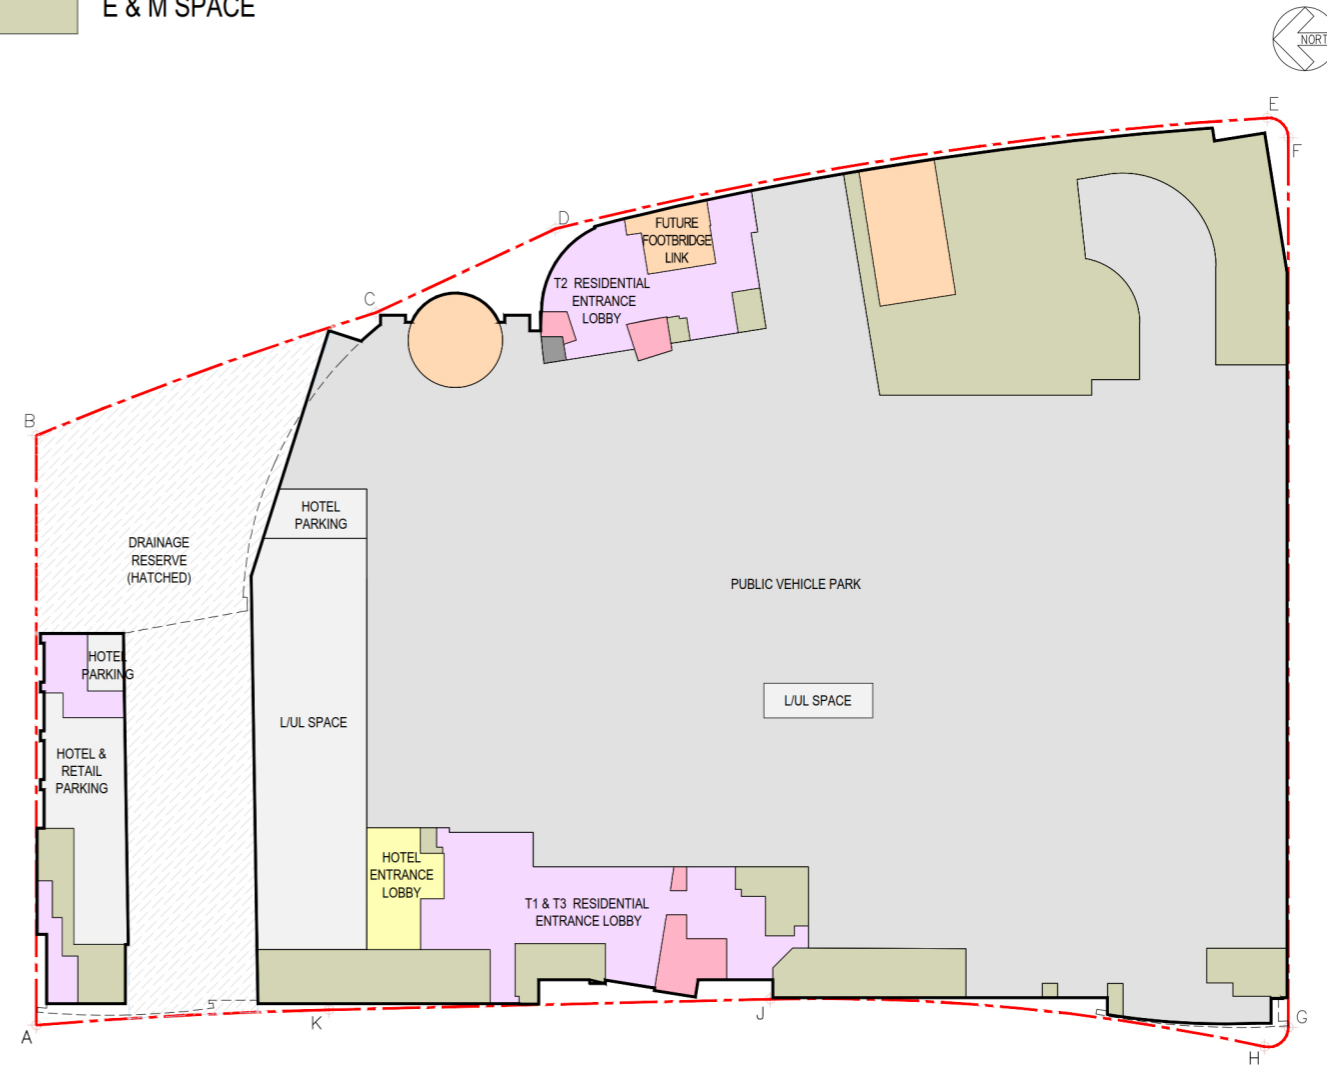 E & M SPACE
NORT
E
F
D
FUTURE
FOOTBRIDGE
LINK
T2 RESIDENTIAL
ENTRANCE
LOBBY
C
B
HOTEL
PARKING
DRAINAGE
RESERVE
(HATCHED)
PUBLIC VEHICLE PARK
HOTEL
PARKING
L/UL SPACE
L/UL SPACE
HOTEL &
RETAIL
PARKING
HOTEL
ENTRANCE
LOBBY
T1 & T3 RESIDENTIAL
ENTRANCE LOBBY
A
K
J
G
H